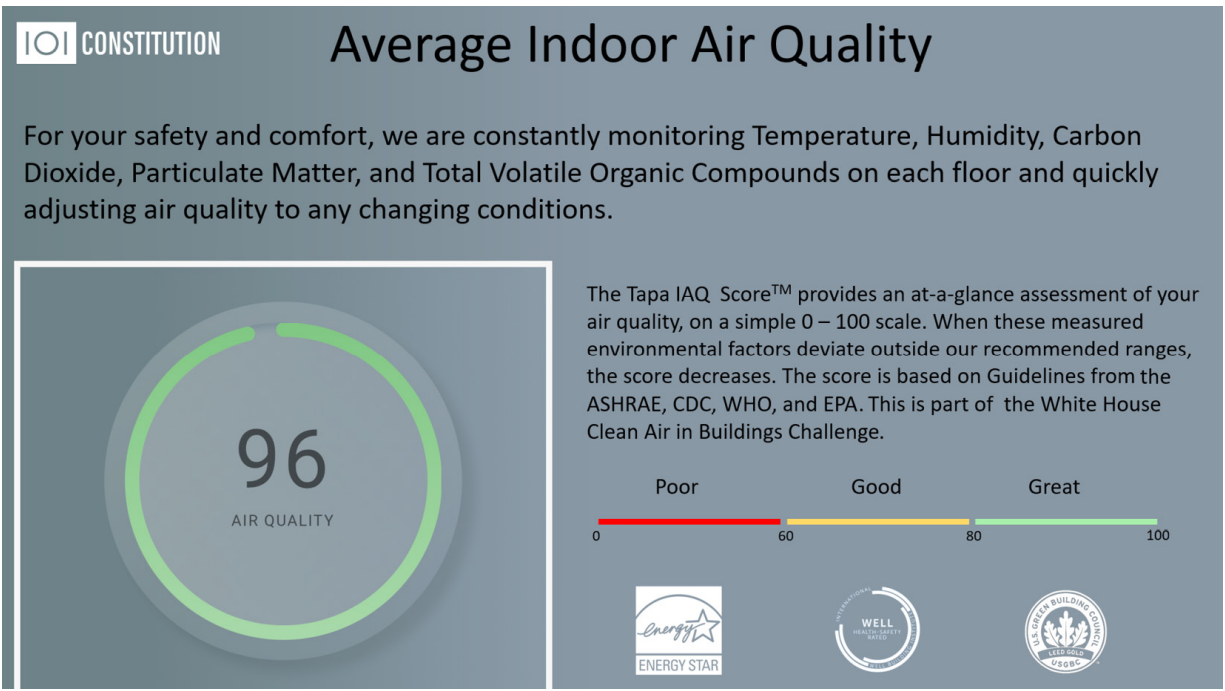 101 CONSTITUTION
Average Indoor Air Quality
For your safety and comfort, we are constantly monitoring Temperature, Humidity, Carbon
Dioxide, Particulate Matter, and Total Volatile Organic Compounds on each floor and quickly
adjusting air quality to any changing conditions.
96
AIR QUALITY
The Tapa IAQ Score™ provides an at-a-glance assessment of your
air quality, on a simple 0 – 100 scale. When these measured
environmental factors deviate outside our recommended ranges,
the score decreases. The score is based on Guidelines from the
ASHRAE, CDC, WHO, and EPA. This is part of the White House
Clean Air in Buildings Challenge.
Poor Good Great
0 60 80 100
energy
ENERGY STAR
INTERNATIONAL
WELL
HEALTH-SAFETY
RATED
U.S. GREEN BUILDING COUNCIL
LEED GOLD
USGBC